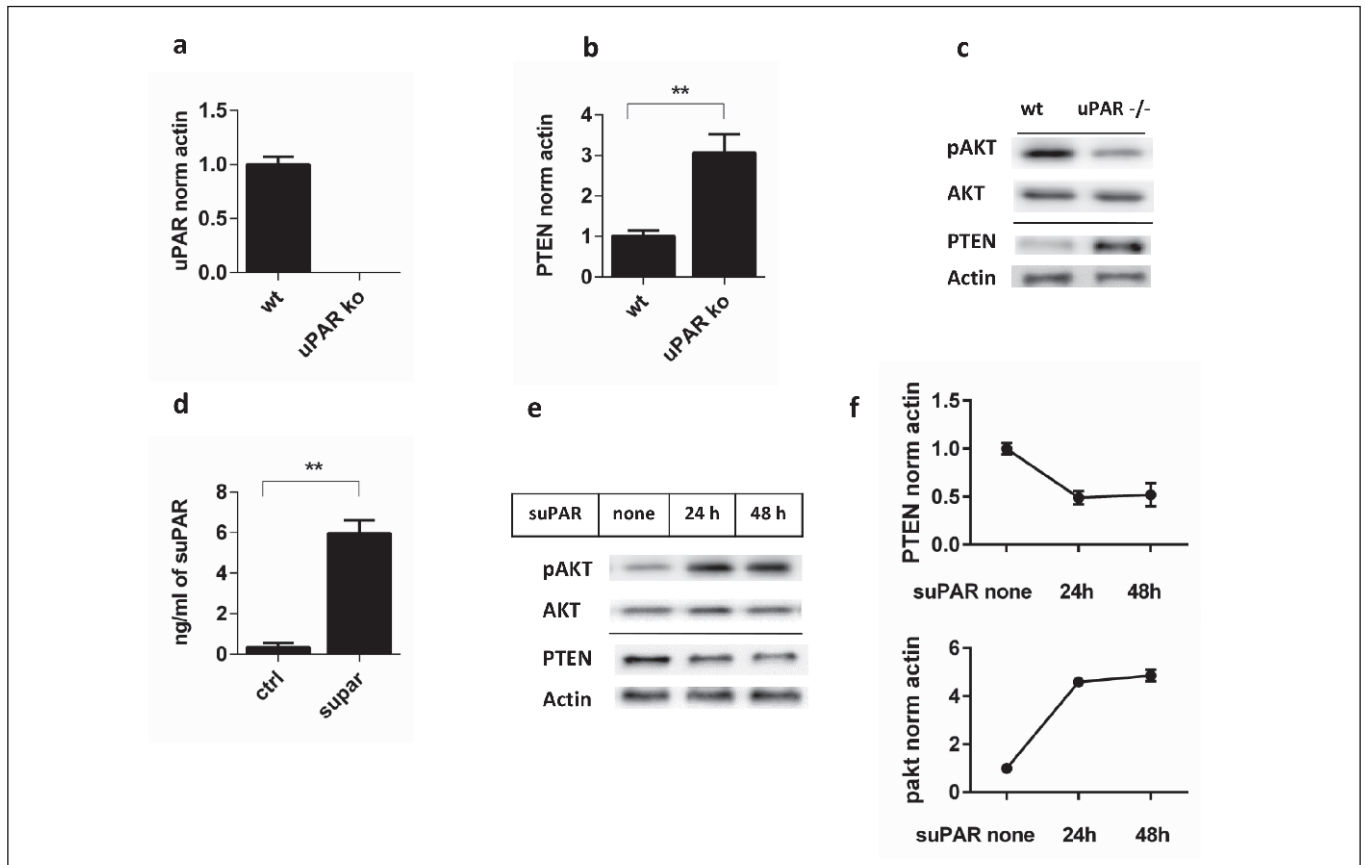 a
uPAR norm actin
1.5
1.0
0.5
0.0
wt
uPAR ko
b
PTEN norm actin
**
4
3
2
1
0
wt
uPAR ko
c
wt uPAR -/-
pAKT
AKT
PTEN
Actin
d
ng/ml of suPAR
**
8
6
4
2
0
ctrl
supar
e
suPAR none 24 h 48 h
pAKT
AKT
PTEN
Actin
f
PTEN norm actin
1.5
1.0
0.5
0.0
suPAR none 24h 48h
pakt norm actin
6
4
2
0
suPAR none 24h 48h